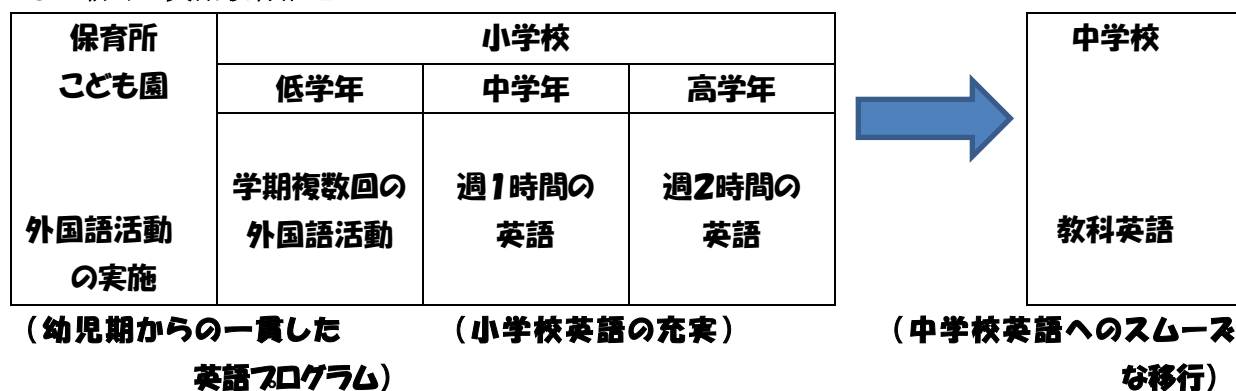 保育所
こども園
小学校
低学年
中学年
高学年
外国語活動
の実施
学期複数回の
外国語活動
週1時間の
英語
週2時間の
英語
中学校
教科英語
(幼児期からの一貫した
英語プログラム)
(小学校英語の充実)
(中学校英語へのスムーズ
な移行)